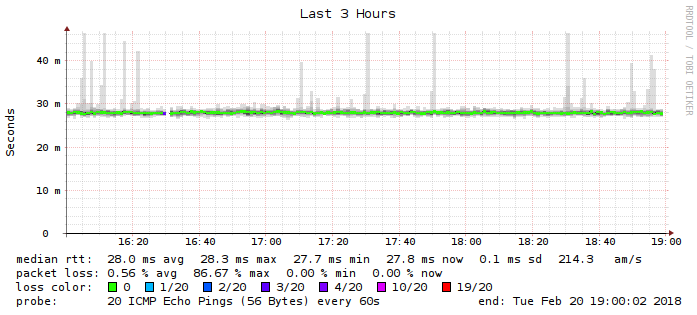 Last 3 Hours
RRDTOOL / TOBI OETIKER
Seconds
40 m
30 m
20 m
10 m
0
16:20 16:40 17:00 17:20 17:40 18:00 18:20 18:40 19:00
median rtt: 28.0 ms avg 28.3 ms max 27.7 ms min 27.8 ms now 0.1 ms sd 214.3 am/s
packet loss: 0.56 % avg 86.67 % max 0.00 % min 0.00 % now
loss color: 0 1/20 2/20 3/20 4/20 10/20 19/20
probe: 20 ICMP Echo Pings (56 Bytes) every 60s end: Tue Feb 20 19:00:02 2018